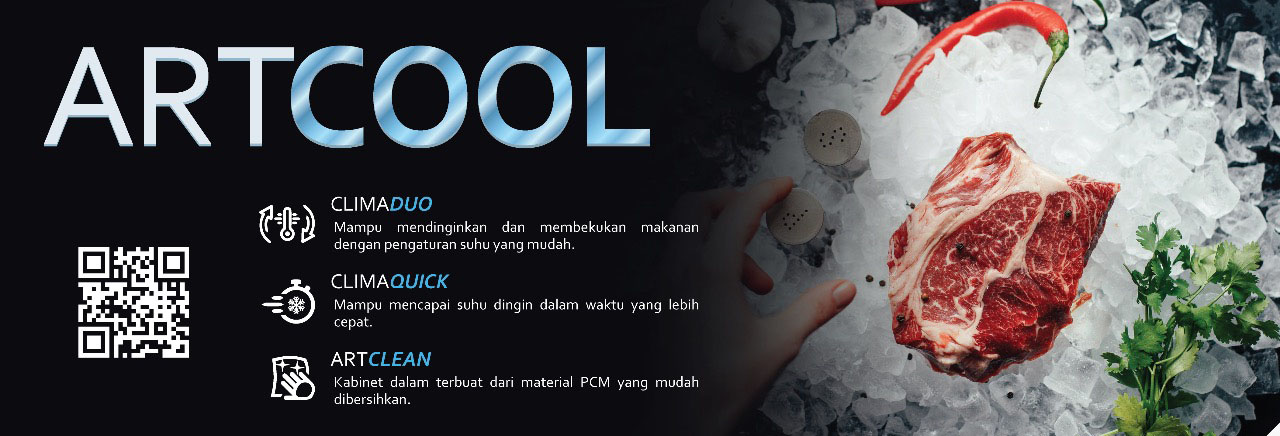 ARTCOOL
CLIMADUO
Mampu mendinginkan dan membekukan makanan
dengan pengaturan suhu yang mudah.
CLIMAQUICK
Mampu mencapai suhu dingin dalam waktu yang lebih
cepat.
ARTCLEAN
Kabinet dalam terbuat dari material PCM yang mudah
dibersihkan.